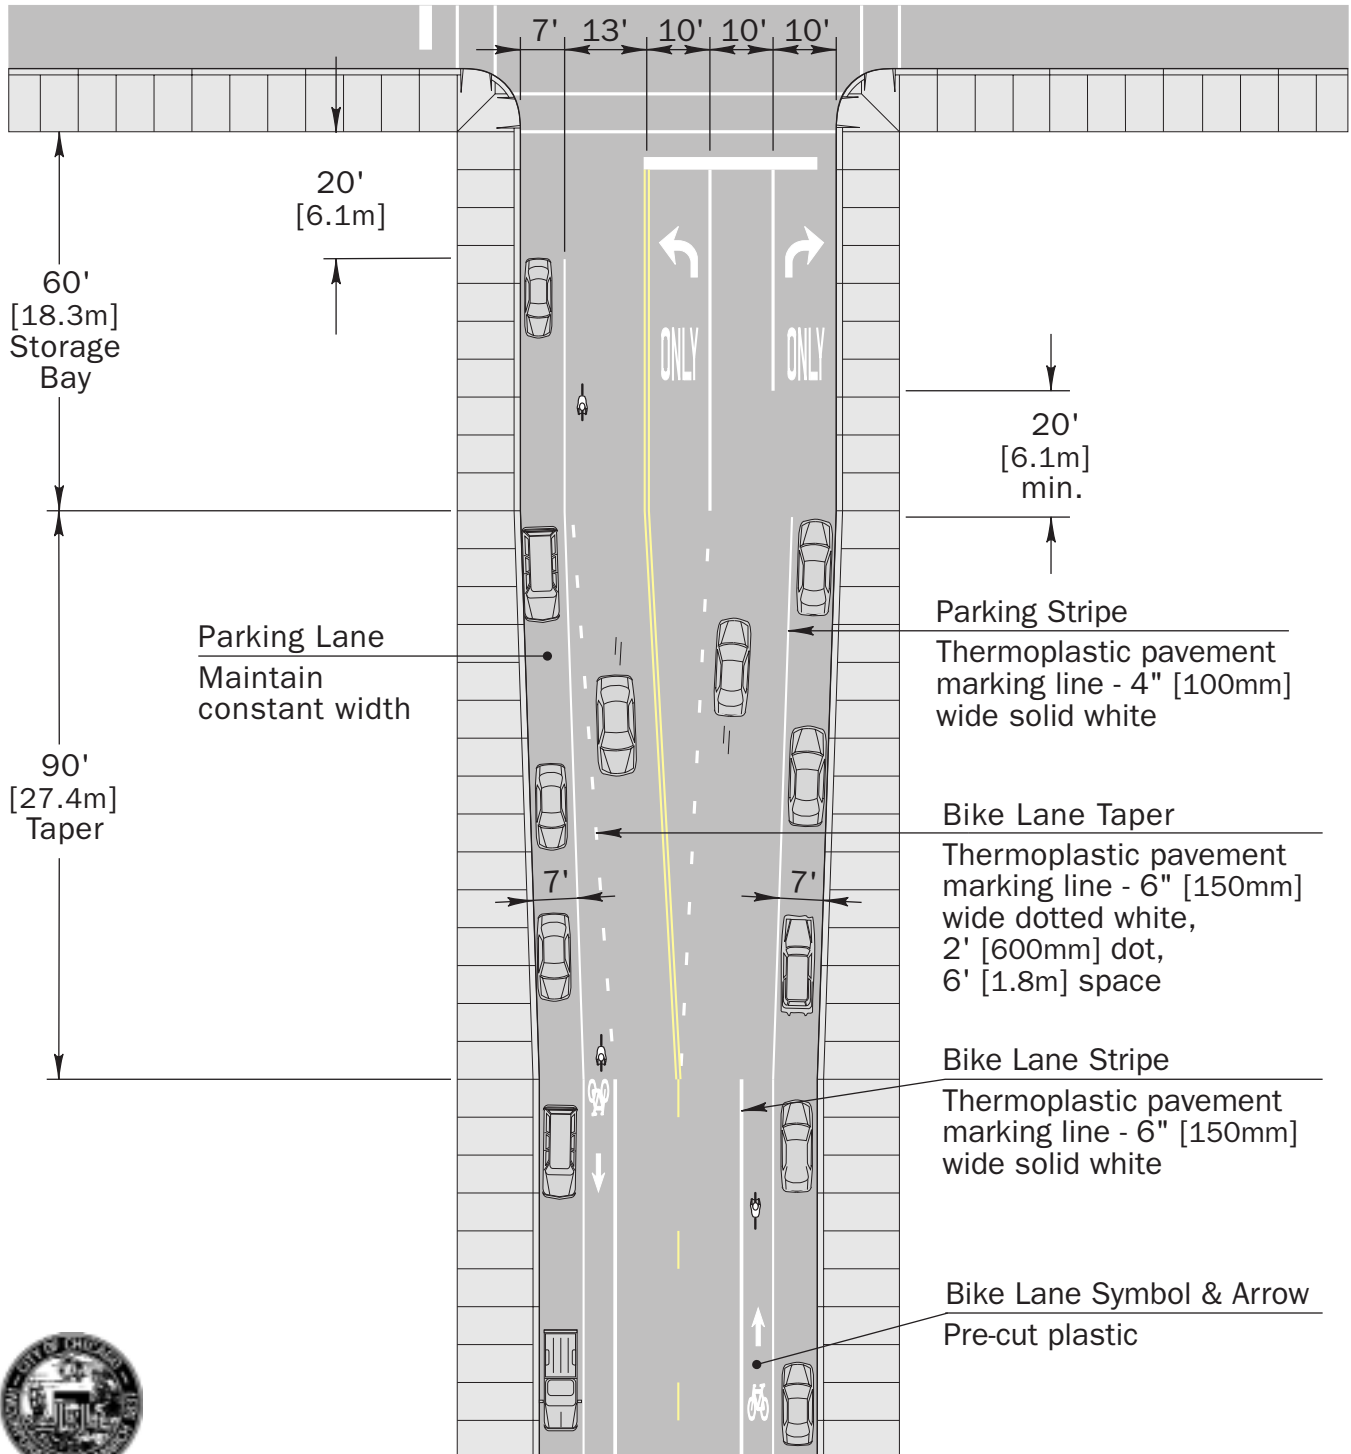 7' 13' 10' 10' 10'
20'
[6.1m]
60'
[18.3m]
Storage
Bay
ONLY ONLY
20'
[6.1m]
min.
Parking Lane
Maintain
constant width
Parking Stripe
Thermoplastic pavement
marking line - 4" [100mm]
wide solid white
90'
[27.4m]
Taper
7' 7'
Bike Lane Taper
Thermoplastic pavement
marking line - 6" [150mm]
wide dotted white,
2' [600mm] dot,
6' [1.8m] space
Bike Lane Stripe
Thermoplastic pavement
marking line - 6" [150mm]
wide solid white
Bike Lane Symbol & Arrow
Pre-cut plastic
CITY OF CHICAGO